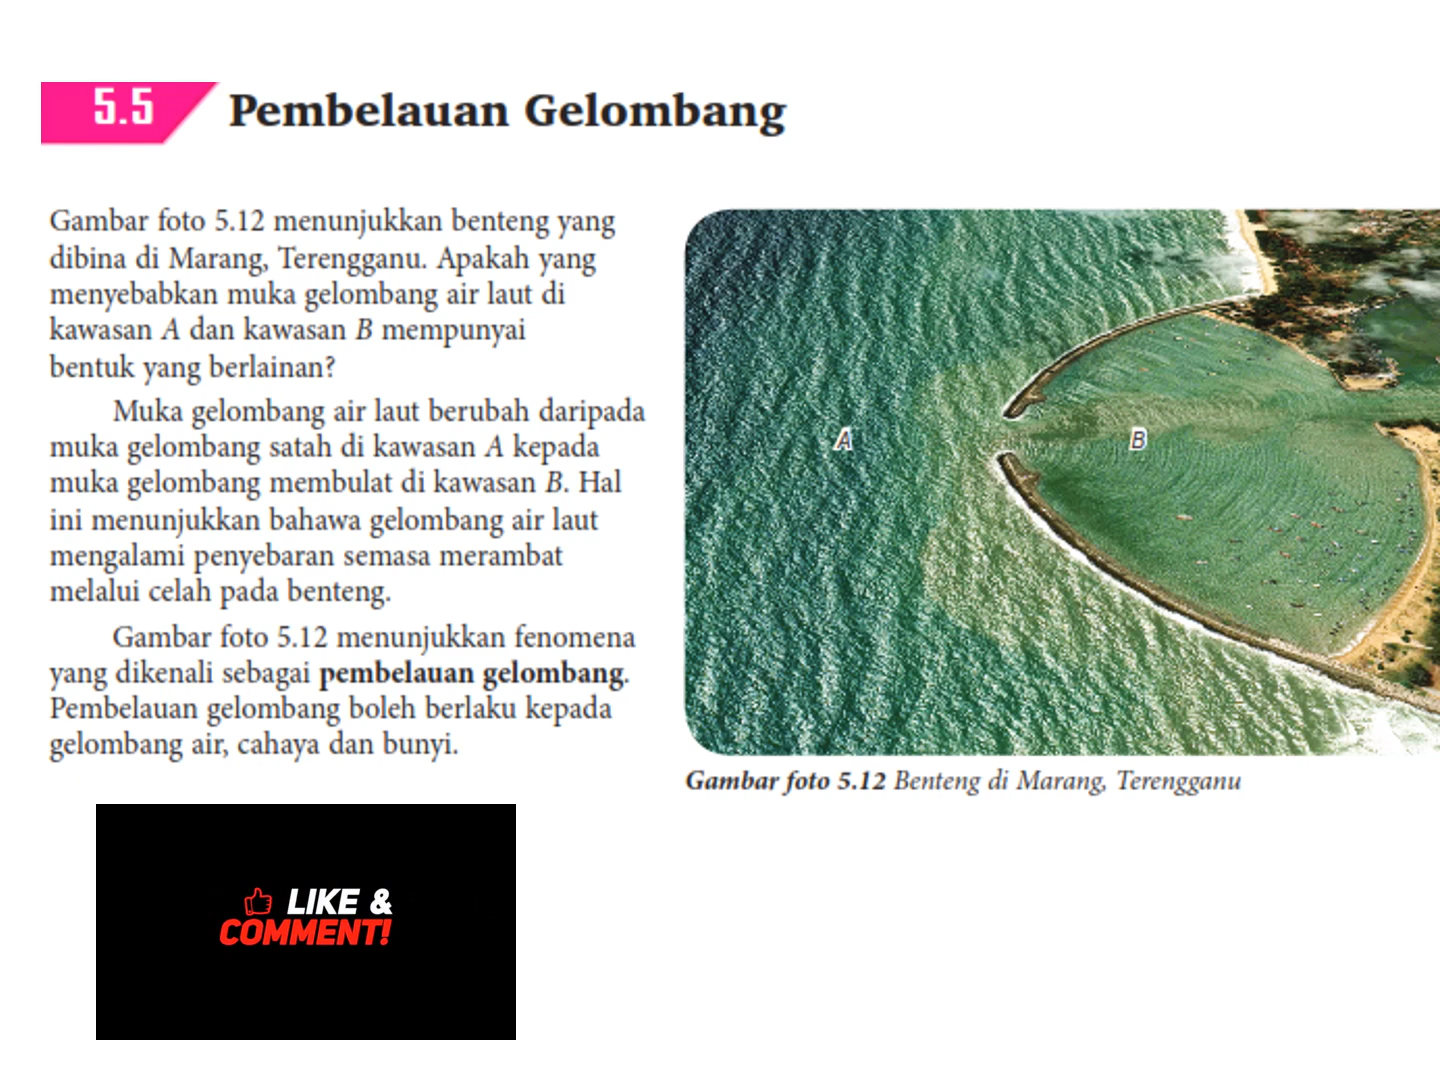 5.5 Pembelauan Gelombang
Gambar foto 5.12 menunjukkan benteng yang
dibina di Marang, Terengganu. Apakah yang
menyebabkan muka gelombang air laut di
kawasan A dan kawasan B mempunyai
bentuk yang berlainan?
Muka gelombang air laut berubah daripada
muka gelombang satah di kawasan A kepada
muka gelombang membulat di kawasan B. Hal
ini menunjukkan bahawa gelombang air laut
mengalami penyebaran semasa merambat
melalui celah pada benteng.
Gambar foto 5.12 menunjukkan fenomena
yang dikenali sebagai pembelauan gelombang.
Pembelauan gelombang boleh berlaku kepada
gelombang air, cahaya dan bunyi.
A
B
Gambar foto 5.12 Benteng di Marang, Terengganu
LIKE &
COMMENT!